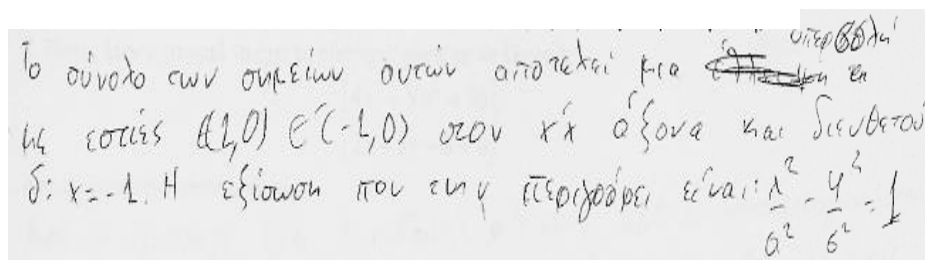 Το σύνολο των σημείων αυτών αποτελεί μια υπερβολή
με εστίες Ε(1,0) Ε'(-1,0) στον x'x άξονα και διευθετού
δ: x=-1. Η εξίσωση που την περιγράφει είναι: x²/α² - y²/β² = 1